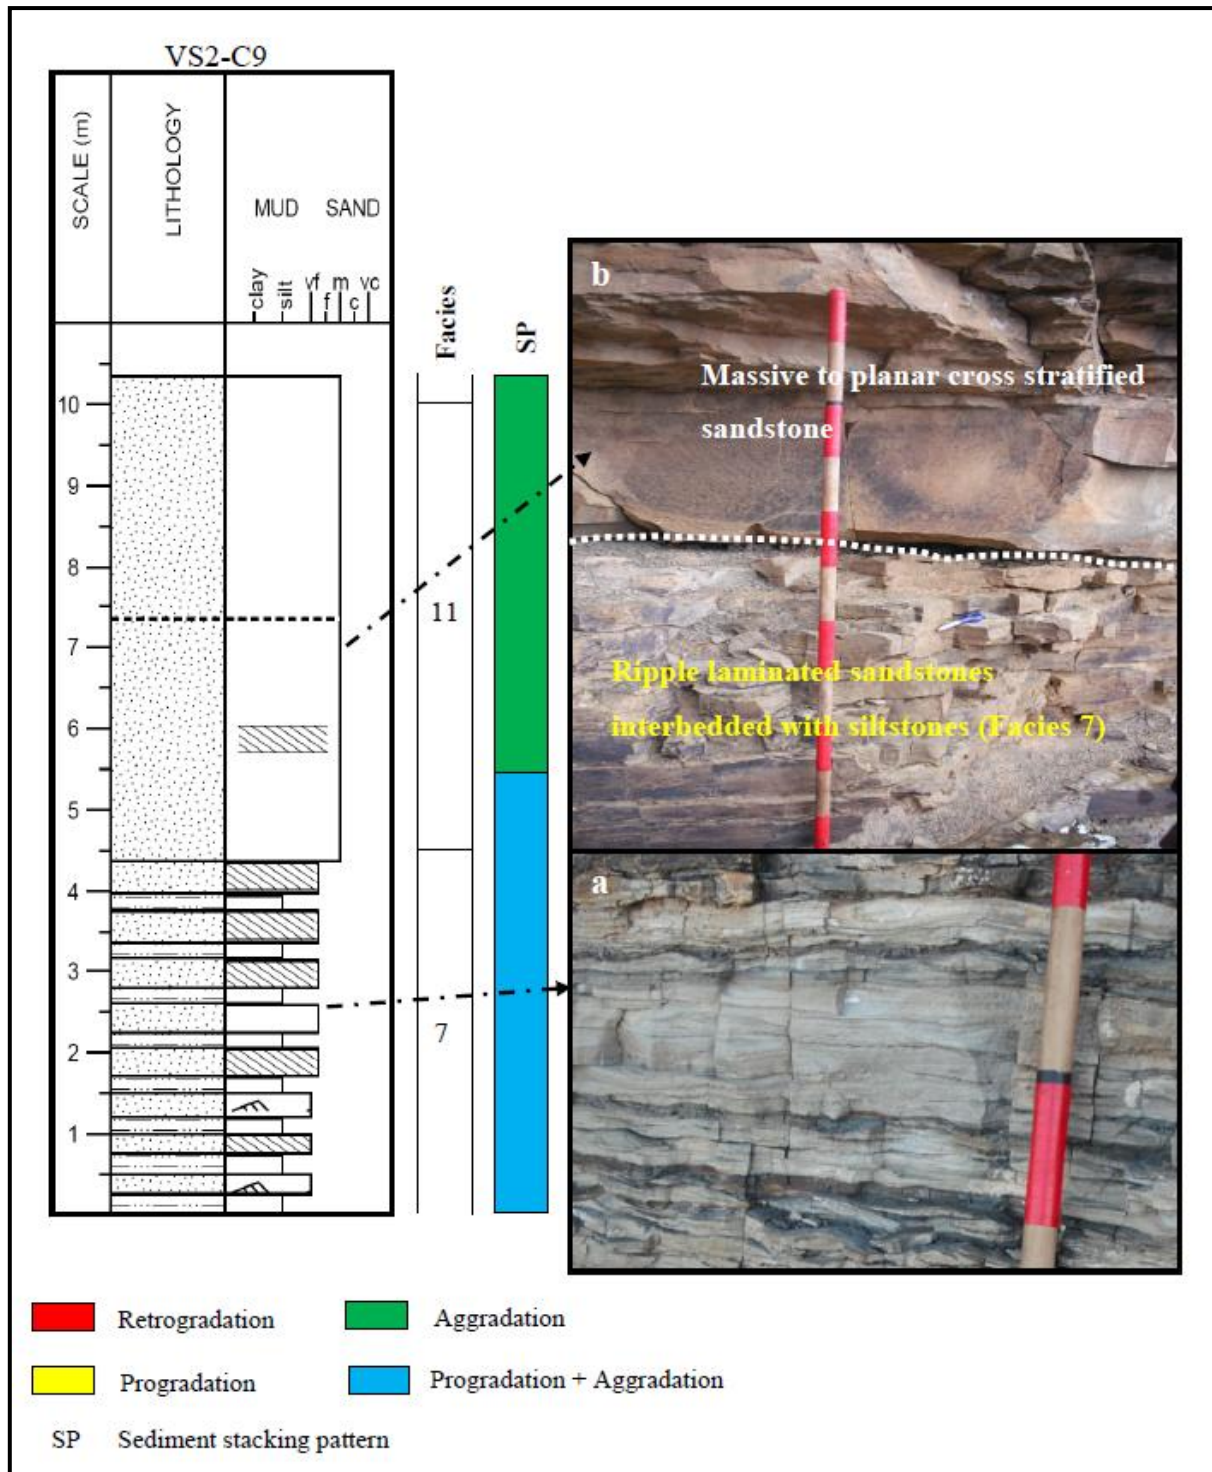 VS2-C9
SCALE (m)
LITHOLOGY
MUD SAND
clay
silt
vf
f
m
c
vc
Facies
SP
10
9
8
7
6
5
4
3
2
1
11
7
b
Massive to planar cross stratified
sandstone
Ripple laminated sandstones
interbedded with siltstones (Facies 7)
a
Retrogradation
Aggradation
Progradation
Progradation + Aggradation
SP Sediment stacking pattern